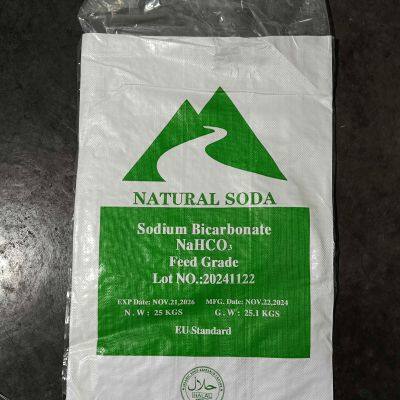 NATURAL SODA
Sodium Bicarbonate
NaHCO₃
Feed Grade
Lot NO.:20241122
EXP Date: NOV.21,2026 MFG. Date: NOV.22,2024
N . W : 25 KGS G . W : 25.1 KGS
EU Standard
حلال
HALAL